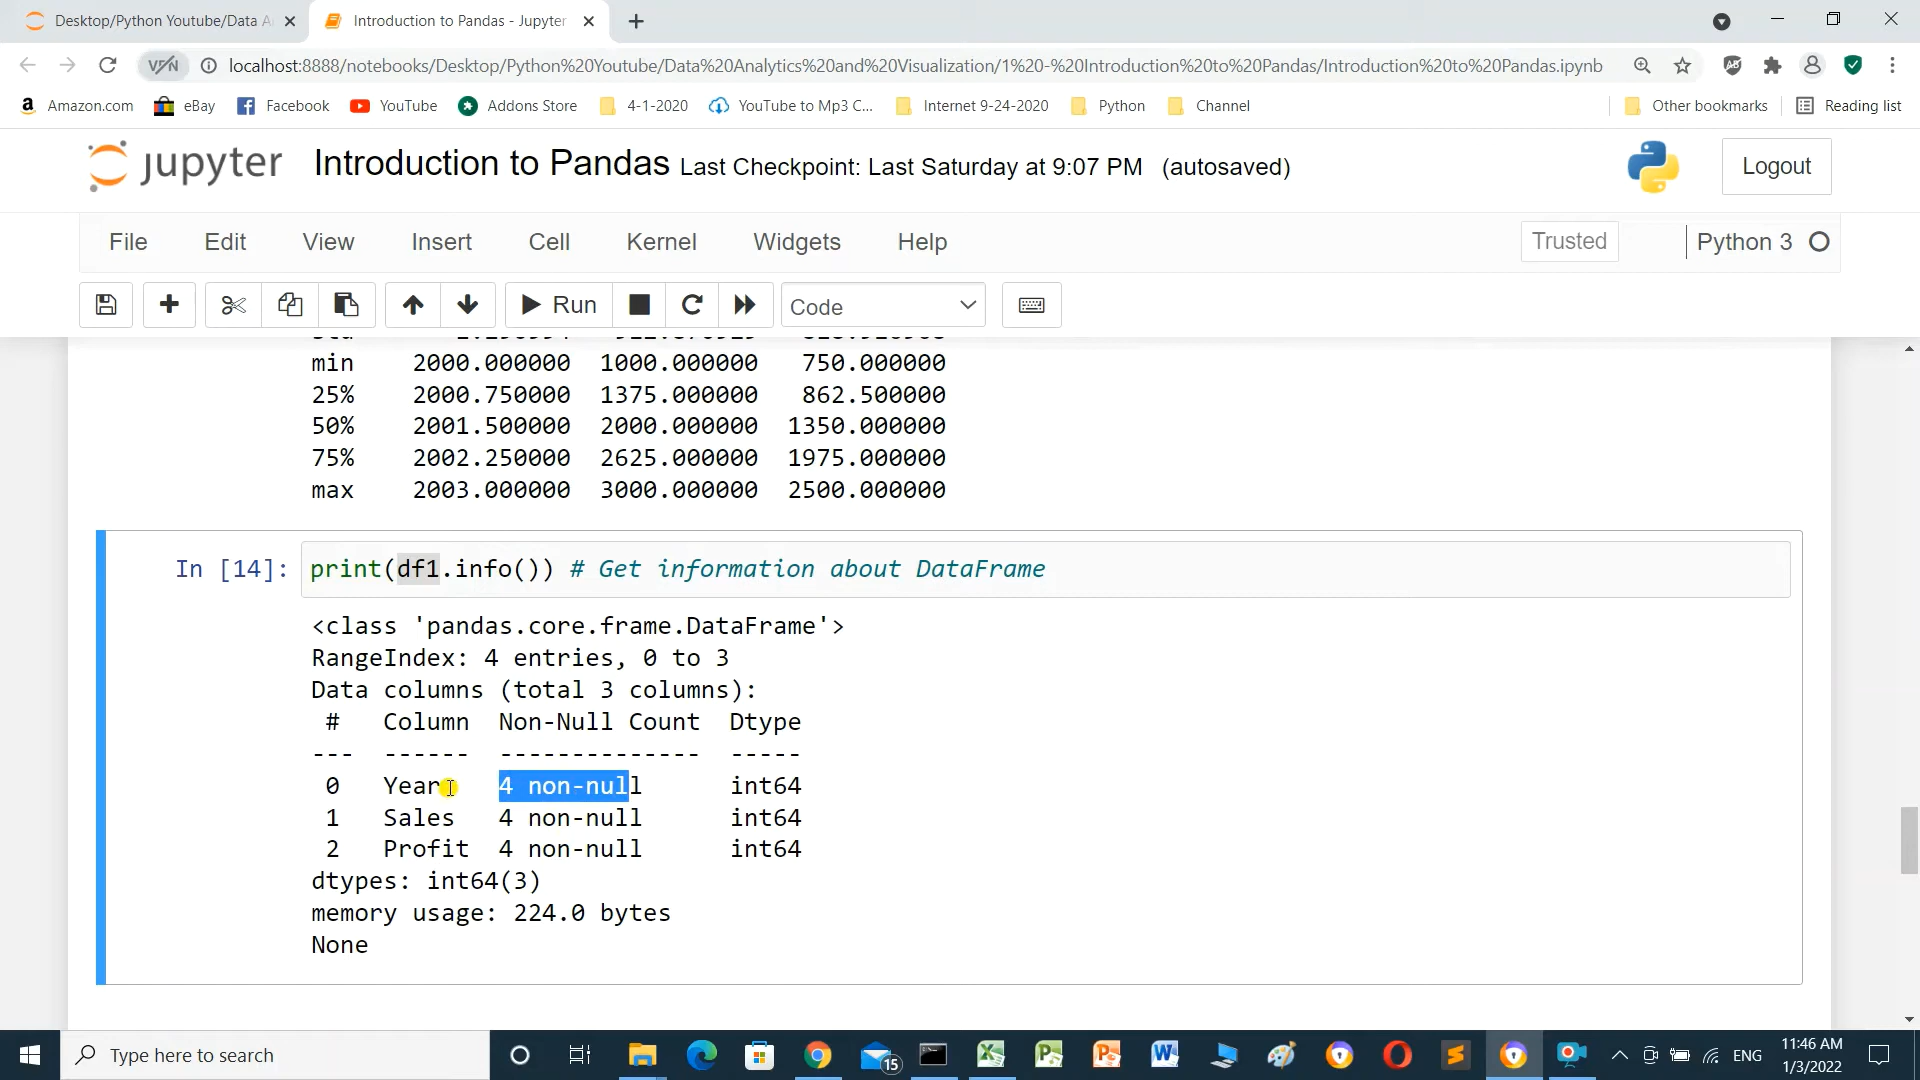 Desktop/Python Youtube/Data A
Introduction to Pandas - Jupyter
VPN
localhost:8888/notebooks/Desktop/Python%20Youtube/Data%20Analytics%20and%20Visualization/1%20-%20Introduction%20to%20Pandas/Introduction%20to%20Pandas.ipynb
Amazon.com
eBay
Facebook
YouTube
Addons Store
4-1-2020
YouTube to Mp3 C...
Internet 9-24-2020
Python
Channel
Other bookmarks
Reading list
jupyter Introduction to Pandas Last Checkpoint: Last Saturday at 9:07 PM (autosaved)
Logout
File Edit View Insert Cell Kernel Widgets Help
Trusted
Python 3
Run
Code
min 2000.000000 1000.000000 750.000000
25% 2000.750000 1375.000000 862.500000
50% 2001.500000 2000.000000 1350.000000
75% 2002.250000 2625.000000 1975.000000
max 2003.000000 3000.000000 2500.000000
In [14]: print(df1.info()) # Get information about DataFrame
<class 'pandas.core.frame.DataFrame'>
RangeIndex: 4 entries, 0 to 3
Data columns (total 3 columns):
# Column Non-Null Count Dtype
--- ------ -------------- -----
0 Year 4 non-null int64
1 Sales 4 non-null int64
2 Profit 4 non-null int64
dtypes: int64(3)
memory usage: 224.0 bytes
None
Type here to search
15
ENG
11:46 AM
1/3/2022